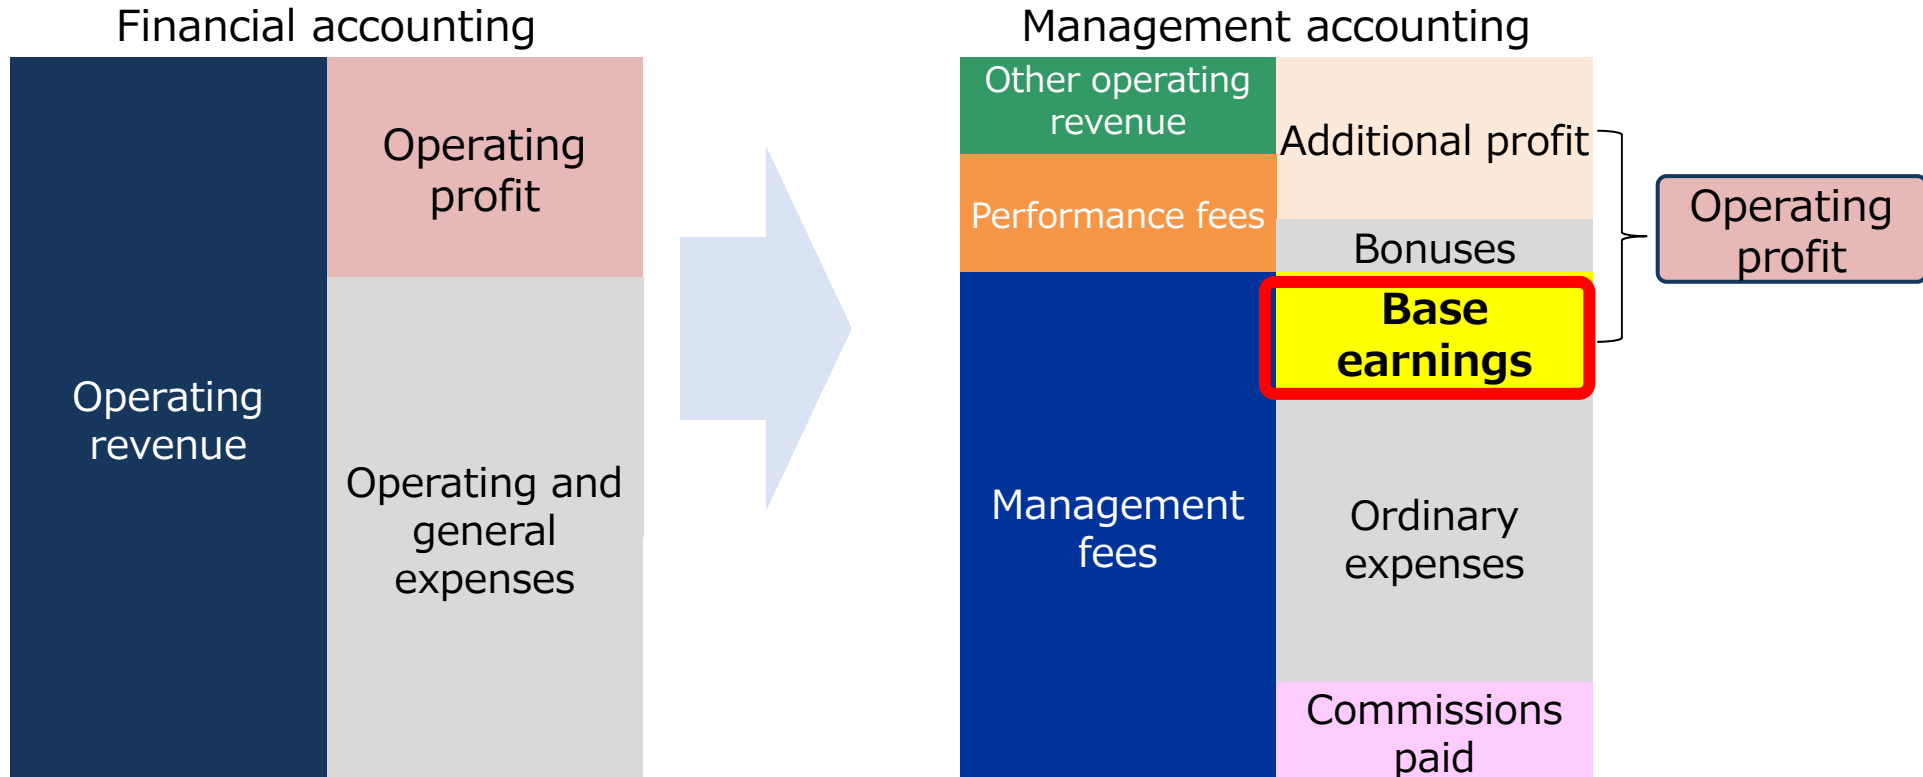 Financial accounting
Operating
revenue
Operating
profit
Operating and
general
expenses
Management accounting
Other operating
revenue
Performance fees
Management
fees
Additional profit
Bonuses
Base
earnings
Ordinary
expenses
Commissions
paid
Operating
profit